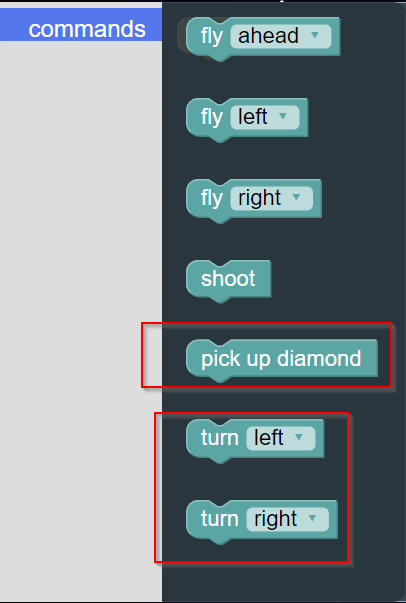 commands
fly ahead
fly left
fly right
shoot
pick up diamond
turn left
turn right